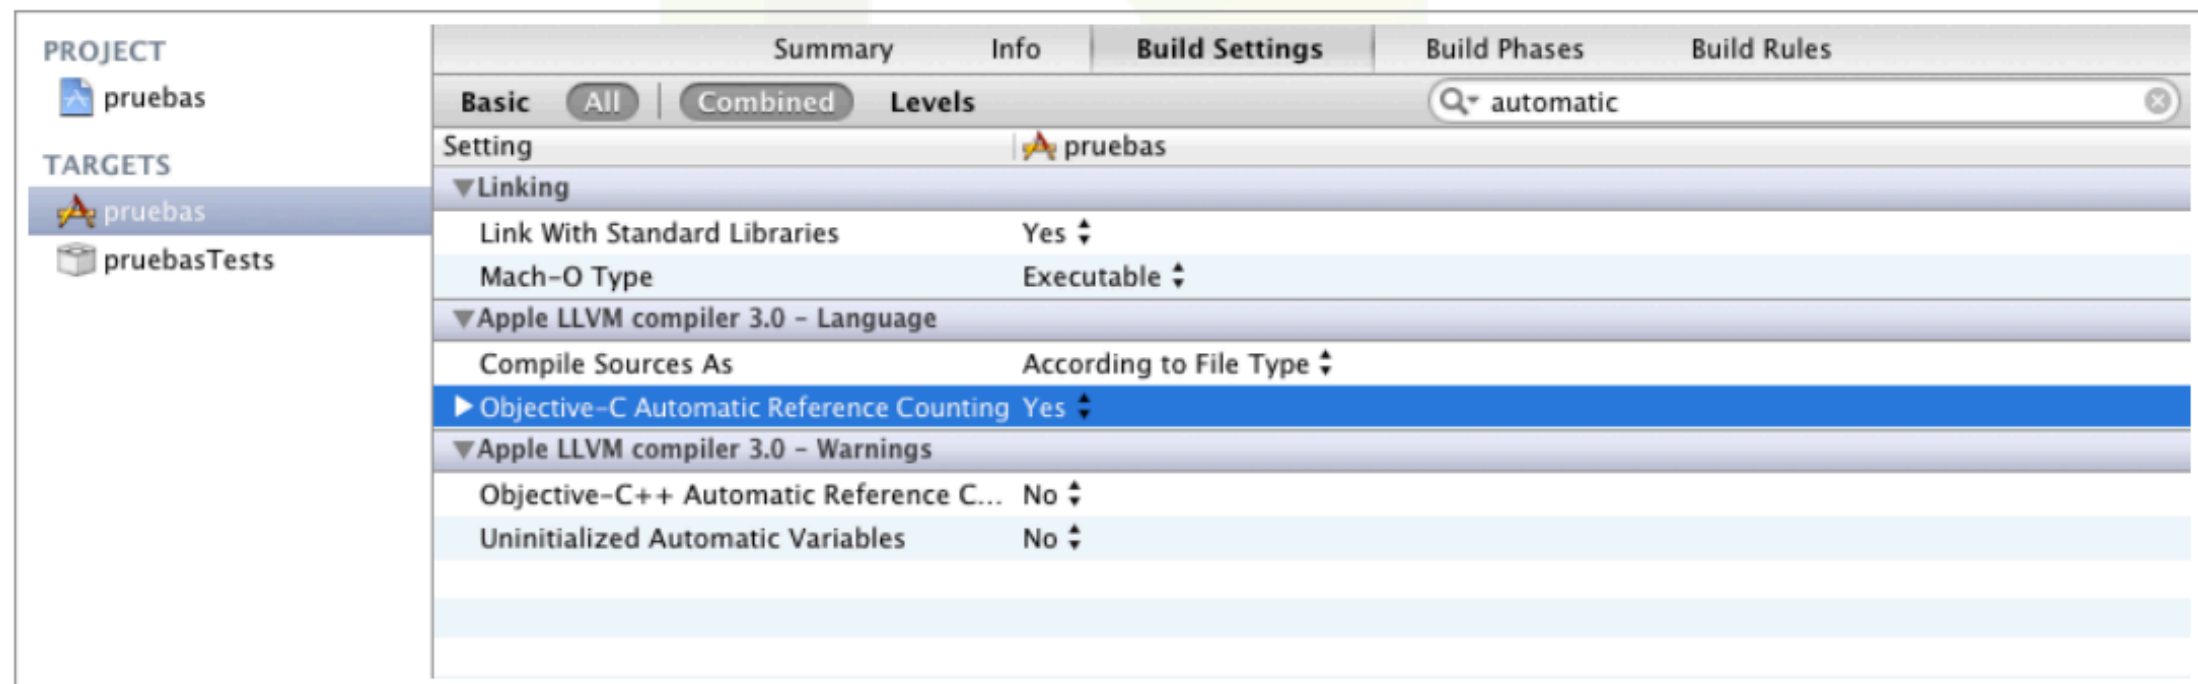 PROJECT
pruebas
TARGETS
pruebas
pruebasTests
Summary Info Build Settings Build Phases Build Rules
Basic All Combined Levels automatic
Setting pruebas
Linking
Link With Standard Libraries Yes
Mach-O Type Executable
Apple LLVM compiler 3.0 - Language
Compile Sources As According to File Type
Objective-C Automatic Reference Counting Yes
Apple LLVM compiler 3.0 - Warnings
Objective-C++ Automatic Reference C... No
Uninitialized Automatic Variables No